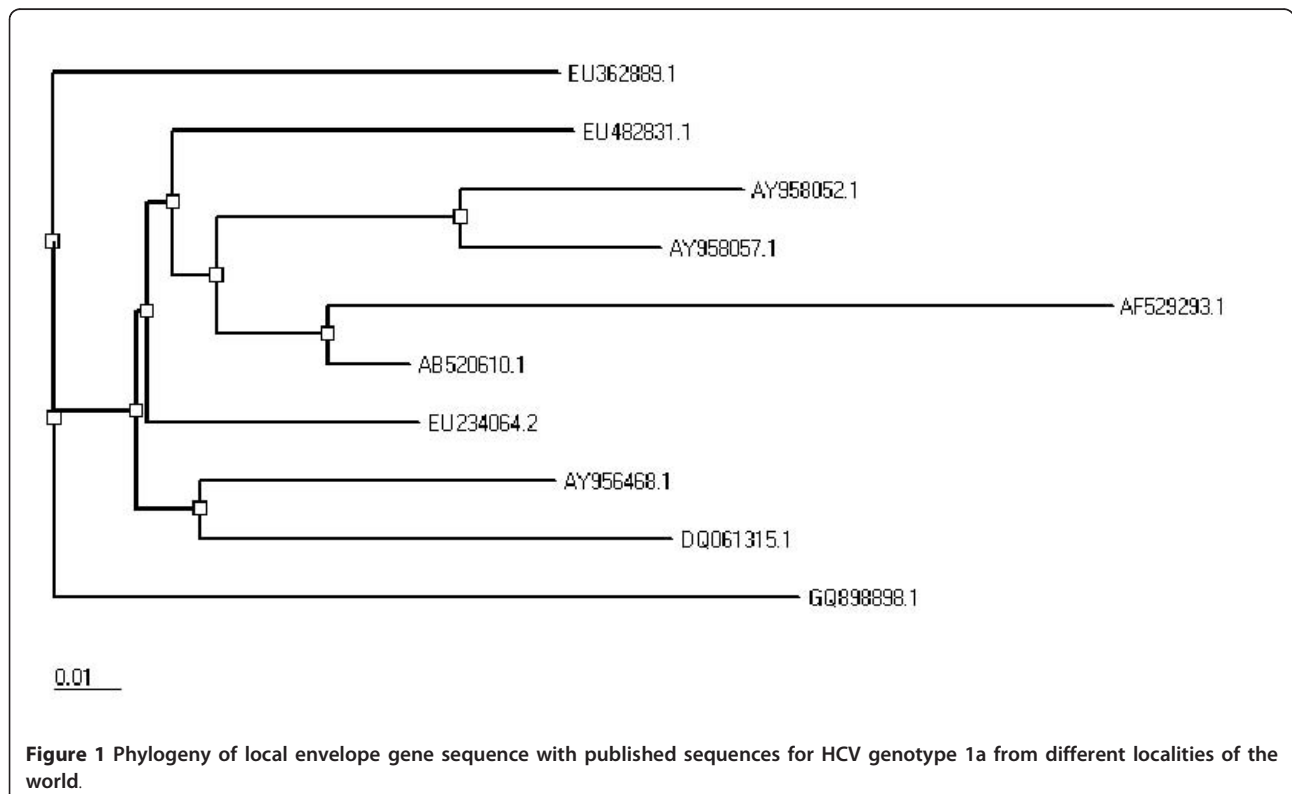 EU362889.1
EU482831.1
AY958052.1
AY958057.1
AF529293.1
AB520610.1
EU234064.2
AY956468.1
DQ061315.1
GQ898898.1
0.01
Figure 1 Phylogeny of local envelope gene sequence with published sequences for HCV genotype 1a from different localities of the
world.